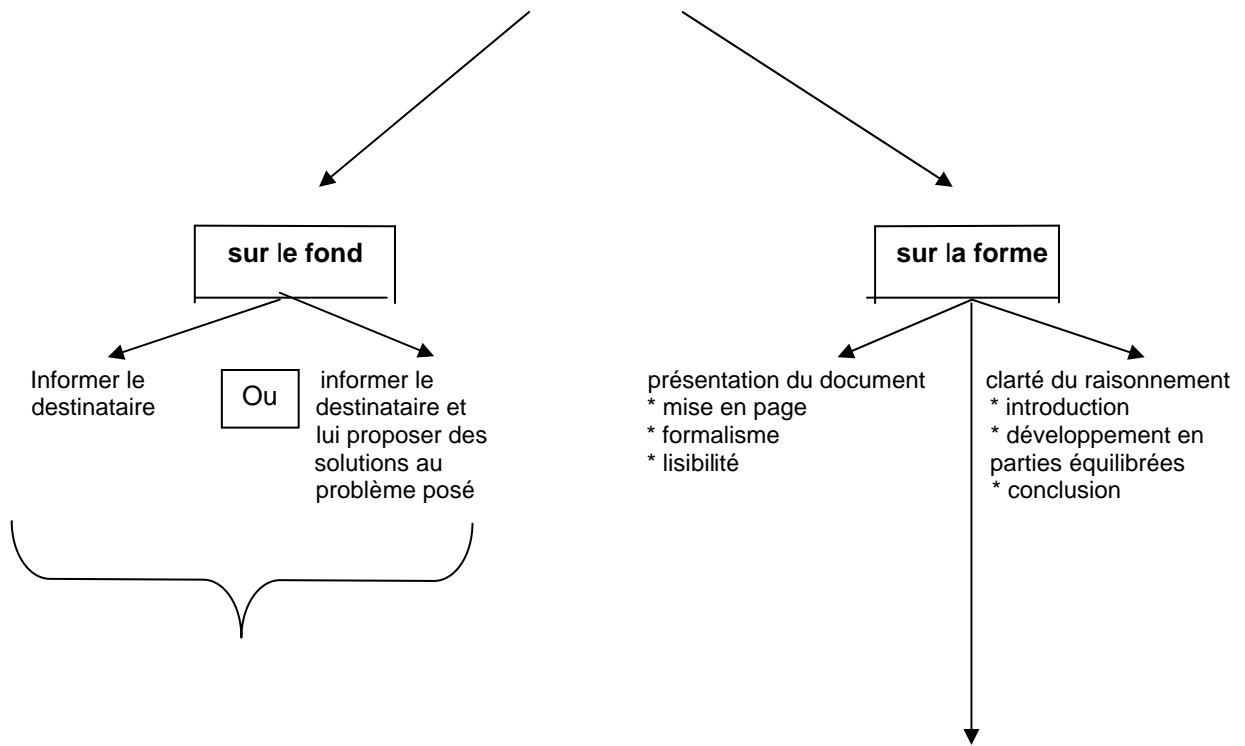 sur le fond
sur la forme
Informer le
destinataire
Ou
informer le
destinataire et
lui proposer des
solutions au
problème posé
présentation du document
* mise en page
* formalisme
* lisibilité
clarté du raisonnement
* introduction
* développement en
parties équilibrées
* conclusion